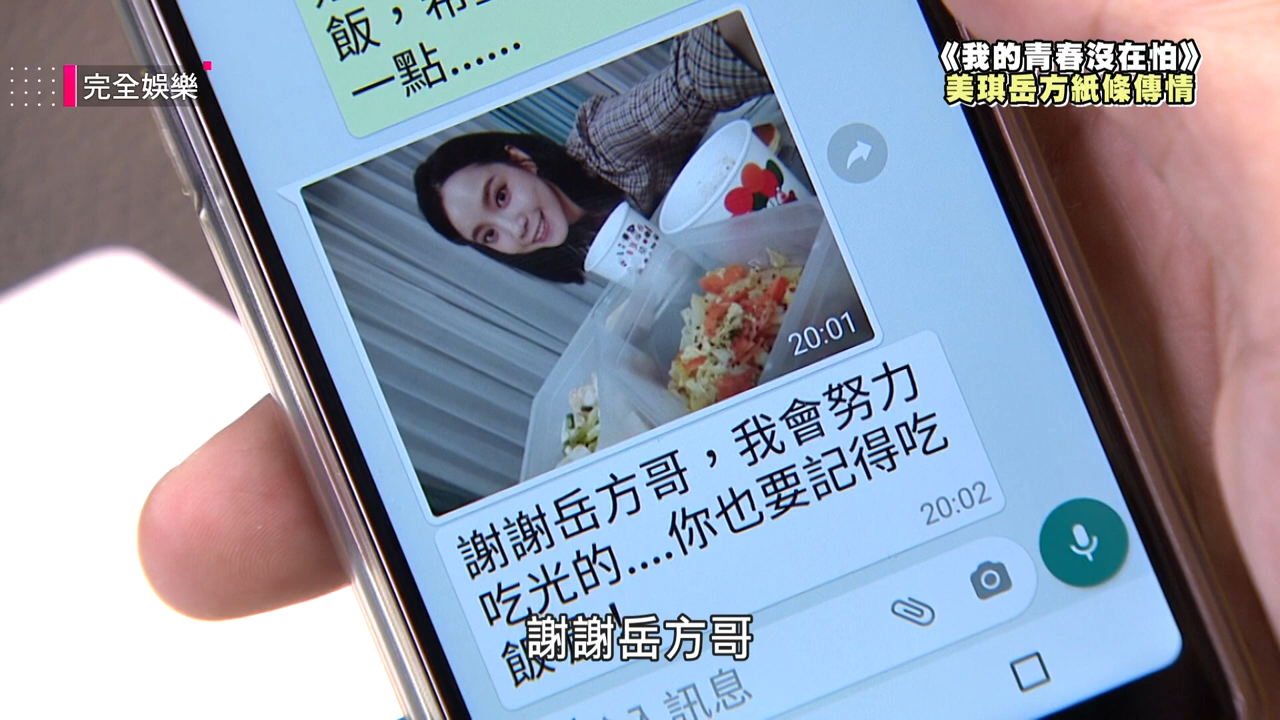 完全娛樂
《我的青春沒在怕》
美琪岳方紙條傳情
一點......
20:01
謝謝岳方哥，我會努力
吃光的....你也要記得吃
20:02
謝謝岳方哥
訊息